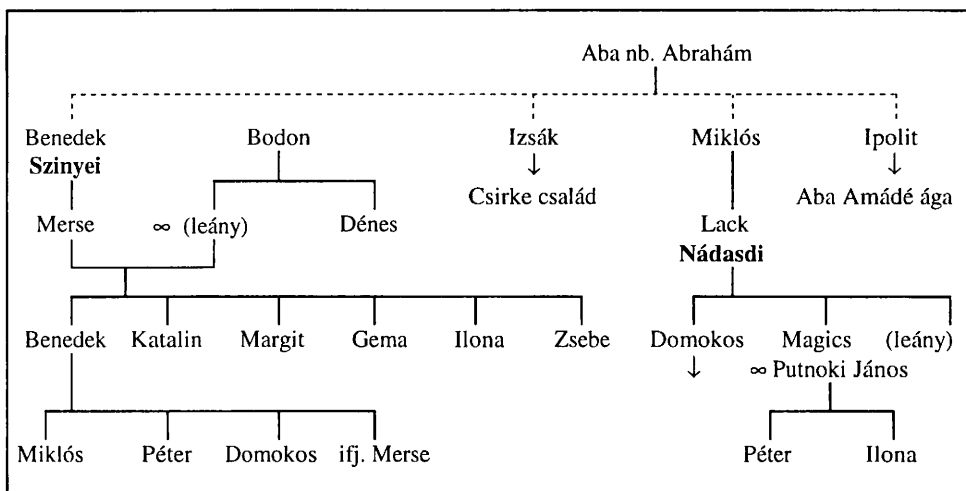 Aba nb. Abrahám
Benedek Bodon Izsák Miklós Ipolit
Szinyei ↓ ↓
Csirke család Aba Amádé ága
Merse ∞ (leány) Dénes Lack
Nádasdi
Benedek Katalin Margit Gema Ilona Zsebe Domokos Magics (leány)
↓ ∞ Putnoki János
Miklós Péter Domokos ifj. Merse Péter Ilona